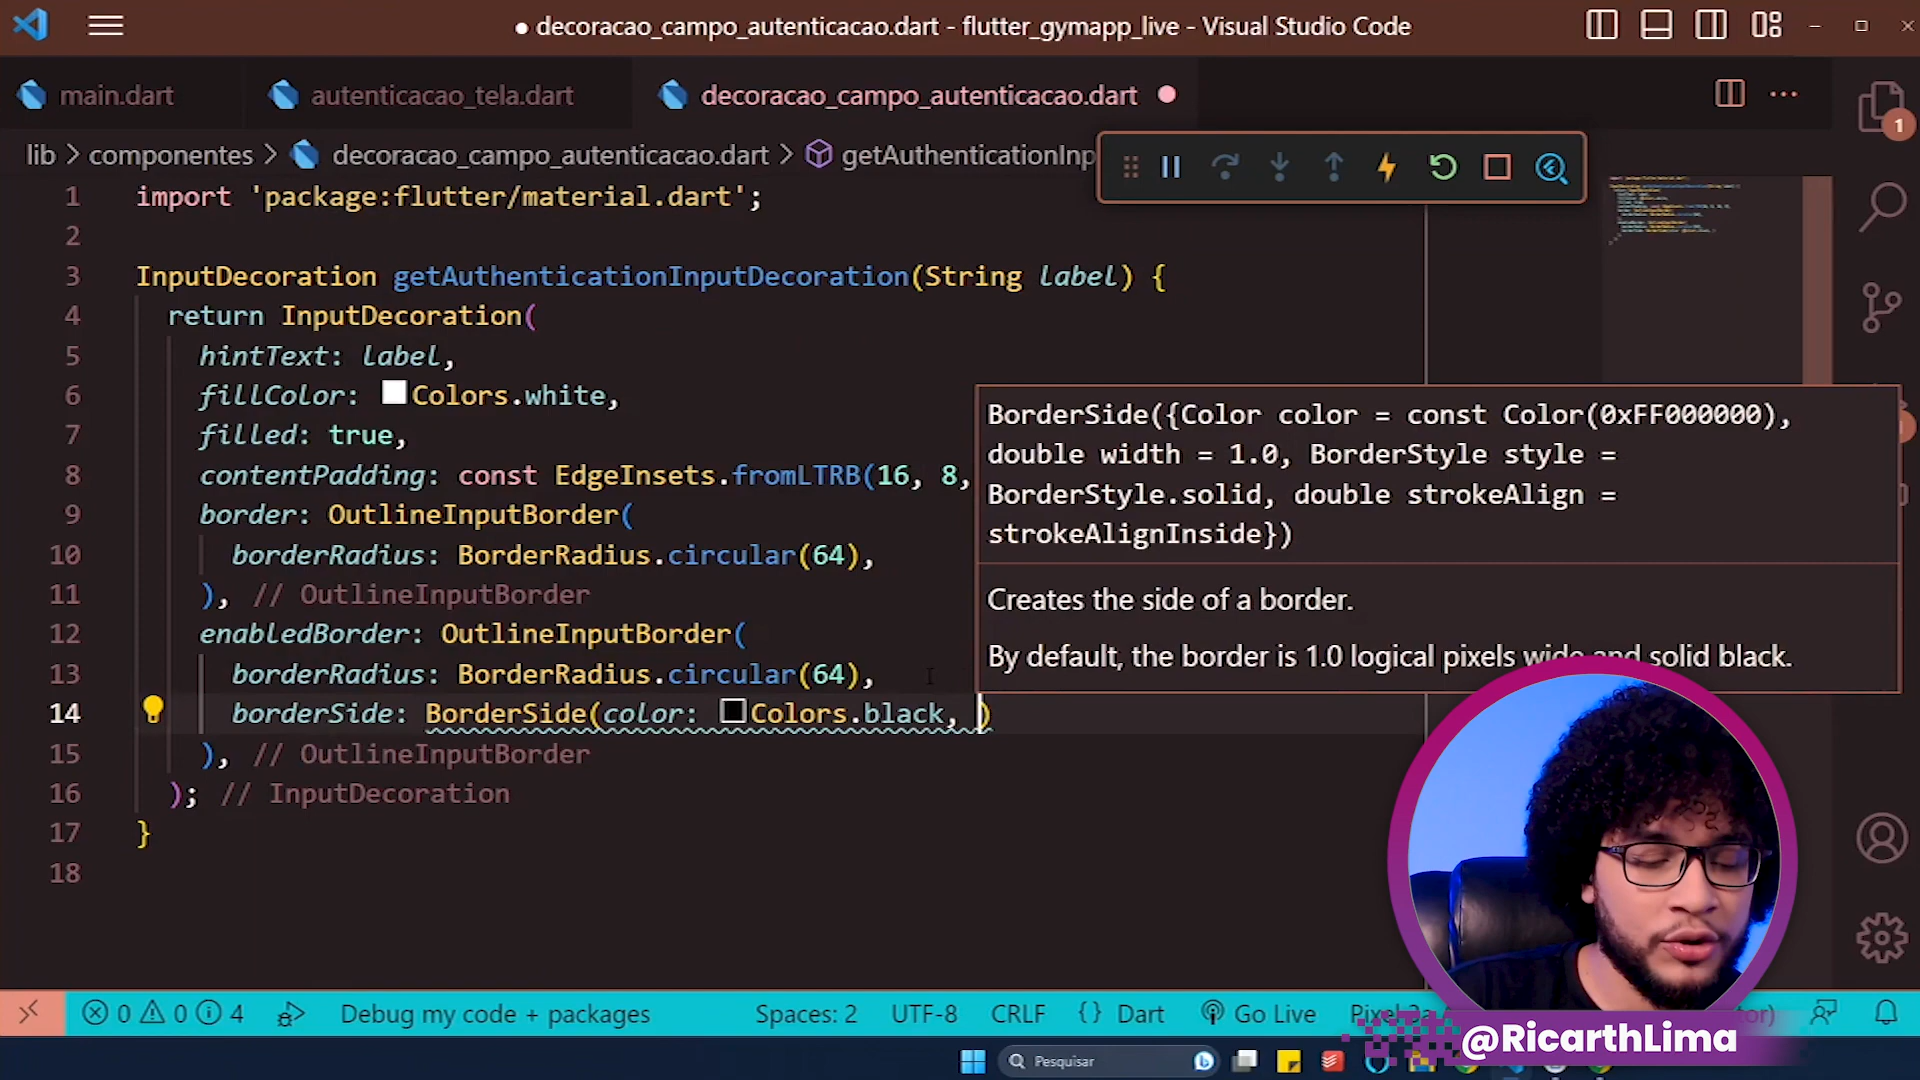 decoracao_campo_autenticacao.dart - flutter_gymapp_live - Visual Studio Code
main.dart
autenticacao_tela.dart
decoracao_campo_autenticacao.dart
lib > componentes > decoracao_campo_autenticacao.dart > getAuthenticationInp
1 import 'package:flutter/material.dart';
2
3 InputDecoration getAuthenticationInputDecoration(String label) {
4 return InputDecoration(
5 hintText: label,
6 fillColor: Colors.white,
7 filled: true,
8 contentPadding: const EdgeInsets.fromLTRB(16, 8,
9 border: OutlineInputBorder(
10 borderRadius: BorderRadius.circular(64),
11 ), // OutlineInputBorder
12 enabledBorder: OutlineInputBorder(
13 borderRadius: BorderRadius.circular(64),
14 borderSide: BorderSide(color: Colors.black, )
15 ), // OutlineInputBorder
16 ); // InputDecoration
17 }
18
BorderSide({Color color = const Color(0xFF000000),
double width = 1.0, BorderStyle style =
BorderStyle.solid, double strokeAlign =
strokeAlignInside})
Creates the side of a border.
By default, the border is 1.0 logical pixels wide and solid black.
1
0 0 4 Debug my code + packages Spaces: 2 UTF-8 CRLF {} Dart Go Live
@RicarthLima
Pesquisar